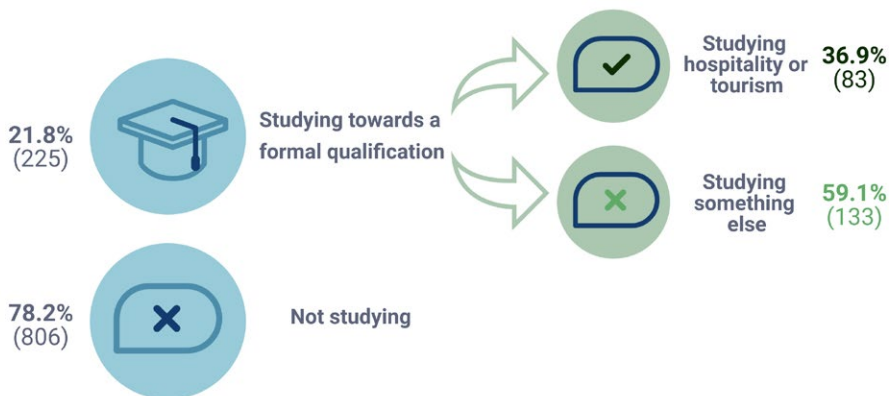 21.8%
(225)
Studying towards a
formal qualification
Studying
hospitality or
tourism
36.9%
(83)
Studying
something
else
59.1%
(133)
78.2%
(806)
Not studying